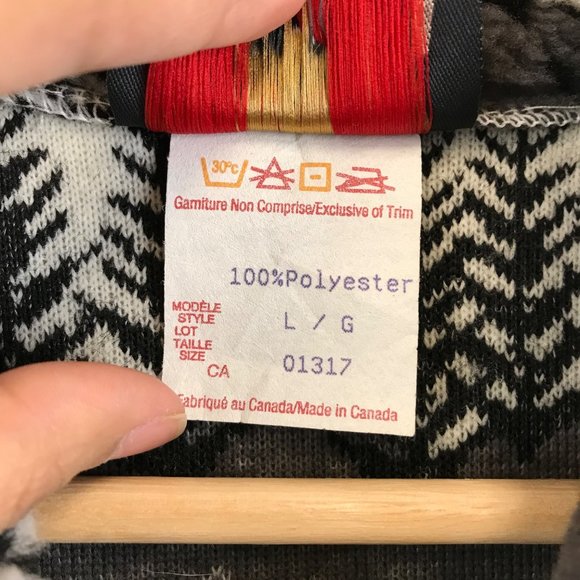 30°C
Garniture Non Comprise/Exclusive of Trim
100%Polyester
MODÈLE
STYLE L / G
LOT
TAILLE
SIZE 01317
CA
Fabriqué au Canada/Made in Canada